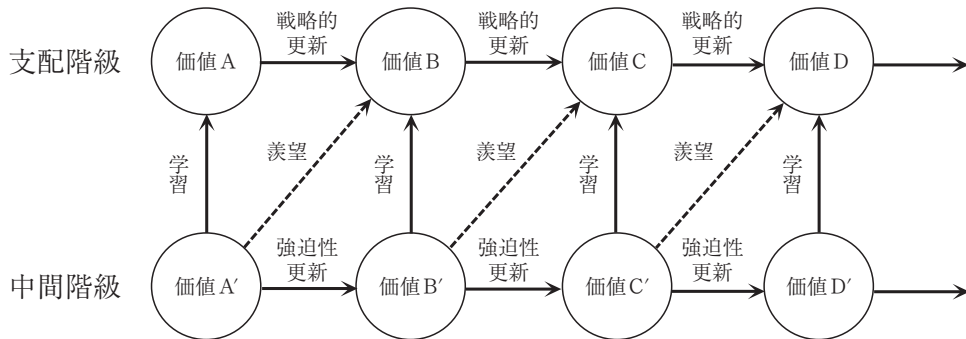 戦略的
更新
戦略的
更新
戦略的
更新
支配階級
価値A
価値B
価値C
価値D
学習
羨望
学習
羨望
学習
羨望
学習
強迫性
更新
強迫性
更新
強迫性
更新
中間階級
価値A′
価値B′
価値C′
価値D′